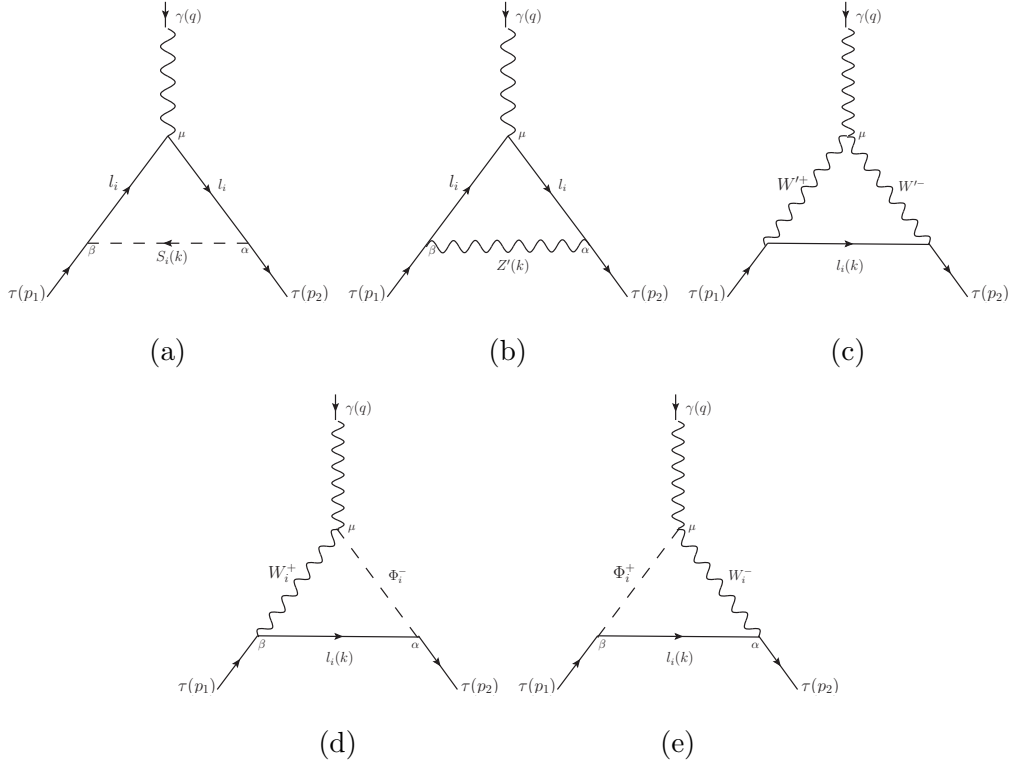 γ(q) γ(q) γ(q)
μ μ μ
l_i l_i l_i l_i W'^+ W'^-
β S_i(k) α β Z'(k) α l_i(k)
τ(p_1) τ(p_2) τ(p_1) τ(p_2) τ(p_1) τ(p_2)
(a) (b) (c)
γ(q) γ(q)
μ μ
W_i^+ Φ_i^- Φ_i^+ W_i^-
β l_i(k) α β l_i(k) α
τ(p_1) τ(p_2) τ(p_1) τ(p_2)
(d) (e)